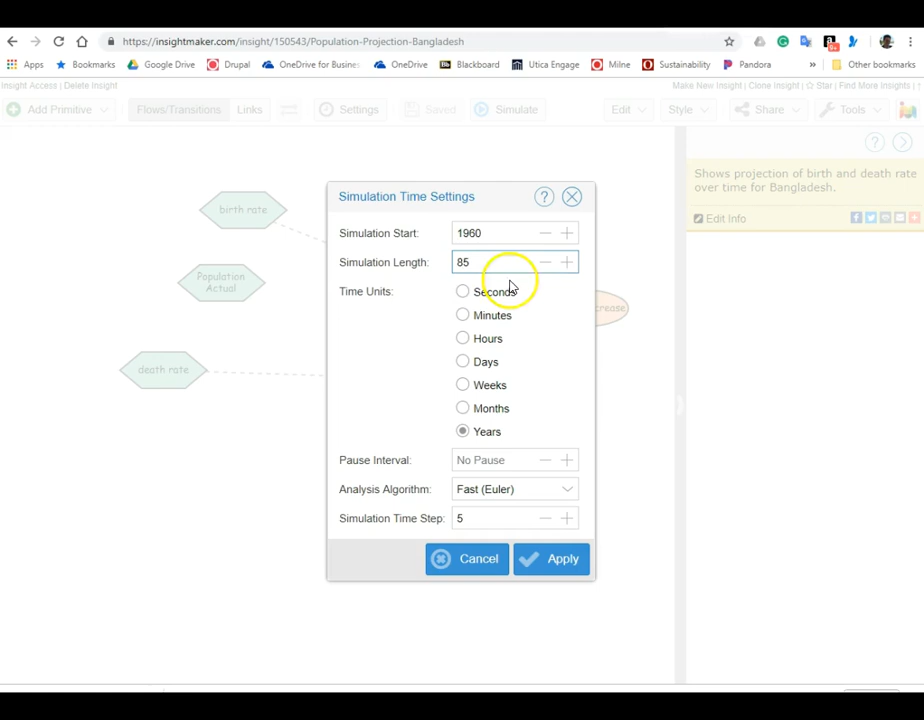 https://insightmaker.com/insight/150543/Population-Projection-Bangladesh
Apps Bookmarks Google Drive Drupal OneDrive for Busines OneDrive Bb Blackboard Utica Engage Milne Sustainability Pandora » Other bookmarks
Insight Access | Delete Insight Make New Insight | Clone Insight | Star | Find More Insights |
Add Primitive Flows/Transitions Links Settings Saved Simulate Edit Style Share Tools
Shows projection of birth and death rate
over time for Bangladesh.
Edit Info
birth rate
Population
Actual
death rate
crease
Simulation Time Settings
Simulation Start: 1960
Simulation Length: 85
Time Units: Seconds
Minutes
Hours
Days
Weeks
Months
Years
Pause Interval: No Pause
Analysis Algorithm: Fast (Euler)
Simulation Time Step: 5
Cancel Apply